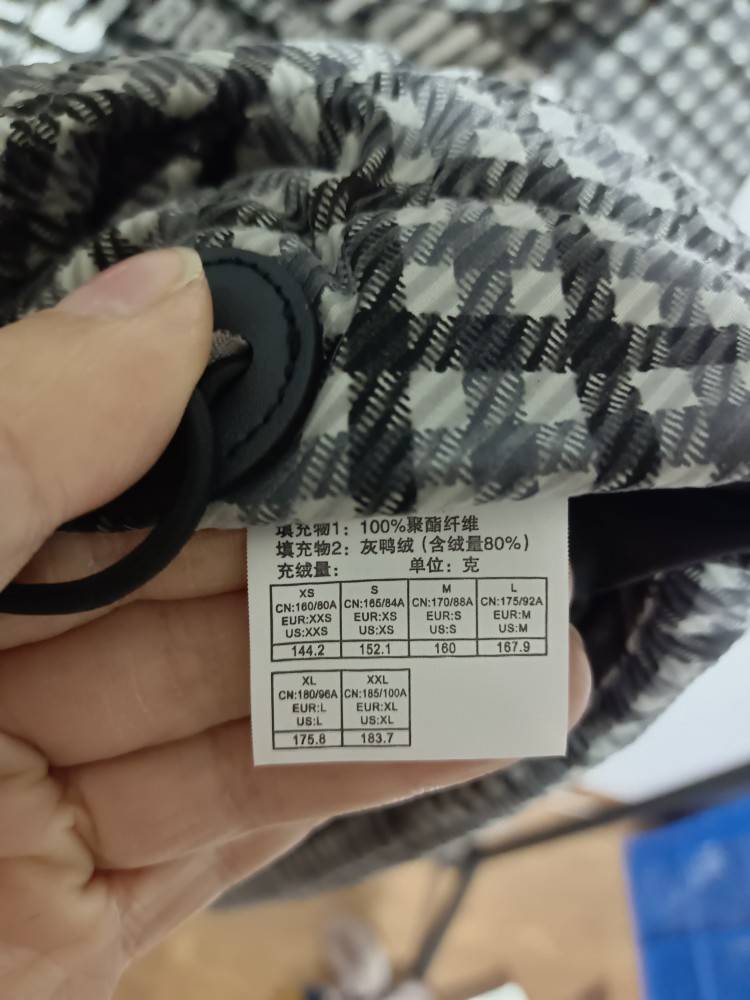 填充物1：100%聚酯纤维
填充物2：灰鸭绒（含绒量80%）
充绒量： 单位：克
XS S M L
CN:160/80A CN:165/84A CN:170/88A CN:175/92A
EUR:XXS EUR:XS EUR:S EUR:M
US:XXS US:XS US:S US:M
144.2 152.1 160 167.9
XL XXL
CN:180/96A CN:185/100A
EUR:L EUR:XL
US:L US:XL
175.8 183.7